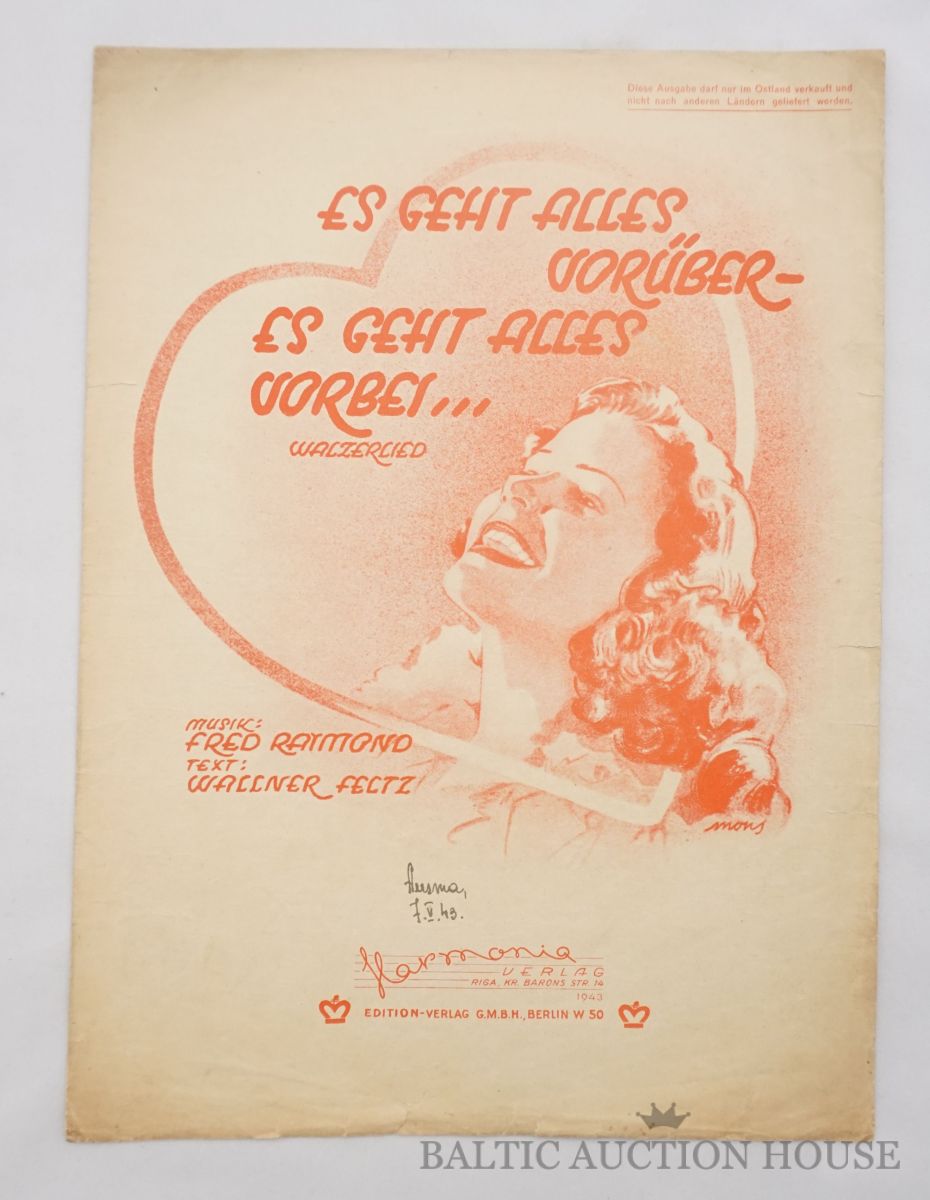 Diese Ausgabe darf nur im Ostland verkauft und
nicht nach anderen Ländern geliefert werden.
ES GEHT ALLES
VORÜBER-
ES GEHT ALLES
VORBEI...
WALZERLIED
MUSIK:
FRED RAYMOND
TEXT:
WALLNER FELTZ
mons
7.V.43.
Harmonia
VERLAG
RIGA, KR. BARONS STR. 14
1943
EDITION-VERLAG G.M.B.H., BERLIN W 50
BALTIC AUCTION HOUSE